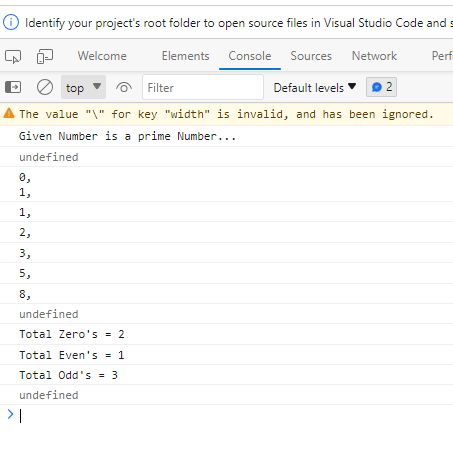 Identify your project's root folder to open source files in Visual Studio Code and s
Welcome Elements Console Sources Network Perf
top Filter Default levels 2
The value "\" for key "width" is invalid, and has been ignored.
Given Number is a prime Number...
undefined
0,
1,
1,
2,
3,
5,
8,
undefined
Total Zero's = 2
Total Even's = 1
Total Odd's = 3
undefined
>